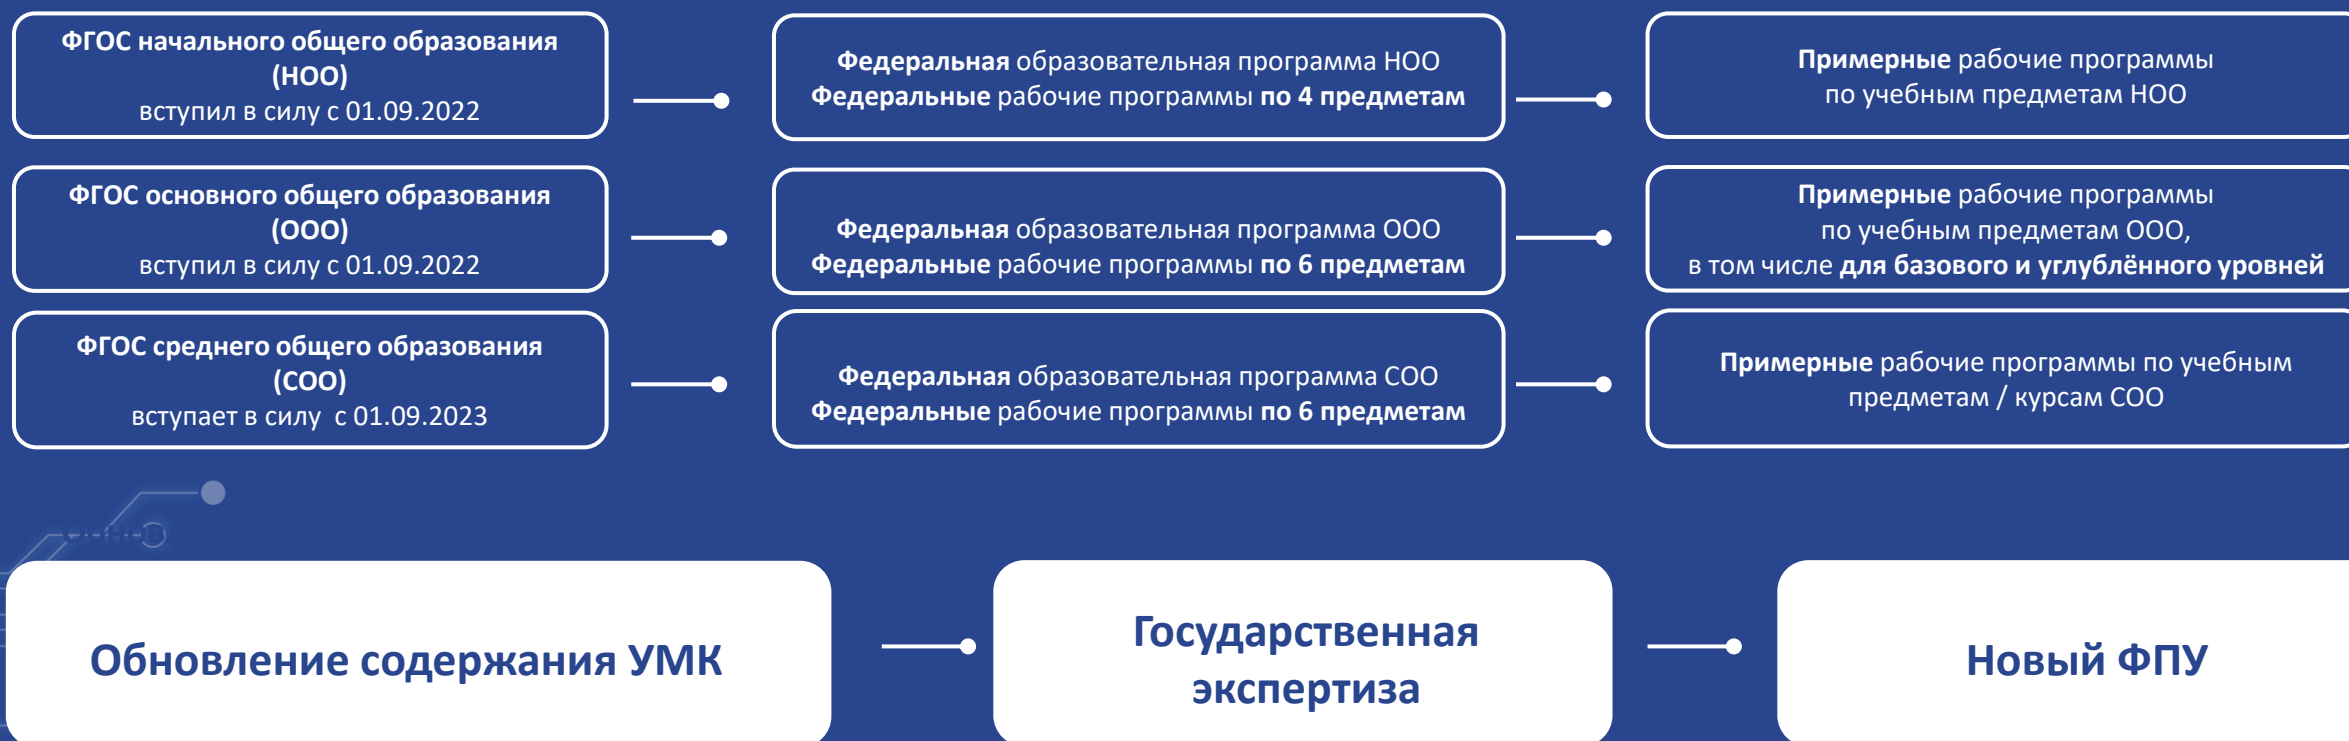 ФГОС начального общего образования
(НОО)
вступил в силу с 01.09.2022
Федеральная образовательная программа НОО
Федеральные рабочие программы по 4 предметам
Примерные рабочие программы
по учебным предметам НОО
ФГОС основного общего образования
(ООО)
вступил в силу с 01.09.2022
Федеральная образовательная программа ООО
Федеральные рабочие программы по 6 предметам
Примерные рабочие программы
по учебным предметам ООО,
в том числе для базового и углублённого уровней
ФГОС среднего общего образования
(СОО)
вступает в силу с 01.09.2023
Федеральная образовательная программа СОО
Федеральные рабочие программы по 6 предметам
Примерные рабочие программы по учебным
предметам / курсам СОО
Обновление содержания УМК
Государственная
экспертиза
Новый ФПУ